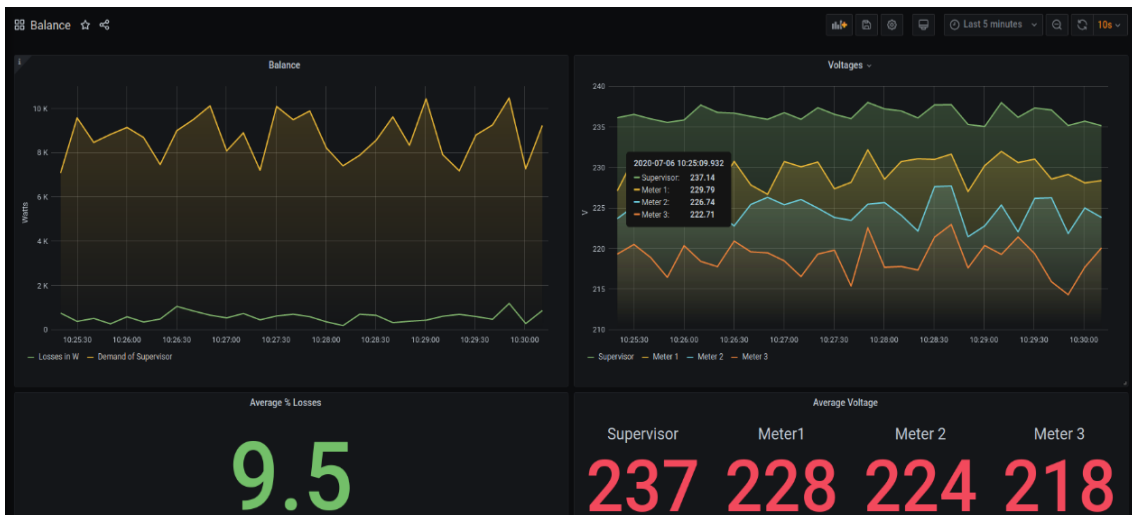 Balance
Last 5 minutes
10s
Balance
10 K
8 K
6 K
4 K
2 K
0
Watts
10:25:30 10:26:00 10:26:30 10:27:00 10:27:30 10:28:00 10:28:30 10:29:00 10:29:30 10:30:00
Losses in W Demand of Supervisor
Voltages
240
235
230
225
220
215
210
V
2020-07-06 10:25:09.932
Supervisor: 237.14
Meter 1: 229.79
Meter 2: 226.74
Meter 3: 222.71
10:25:30 10:26:00 10:26:30 10:27:00 10:27:30 10:28:00 10:28:30 10:29:00 10:29:30 10:30:00
Supervisor Meter 1 Meter 2 Meter 3
Average % Losses
9.5
Average Voltage
Supervisor Meter1 Meter 2 Meter 3
237 228 224 218